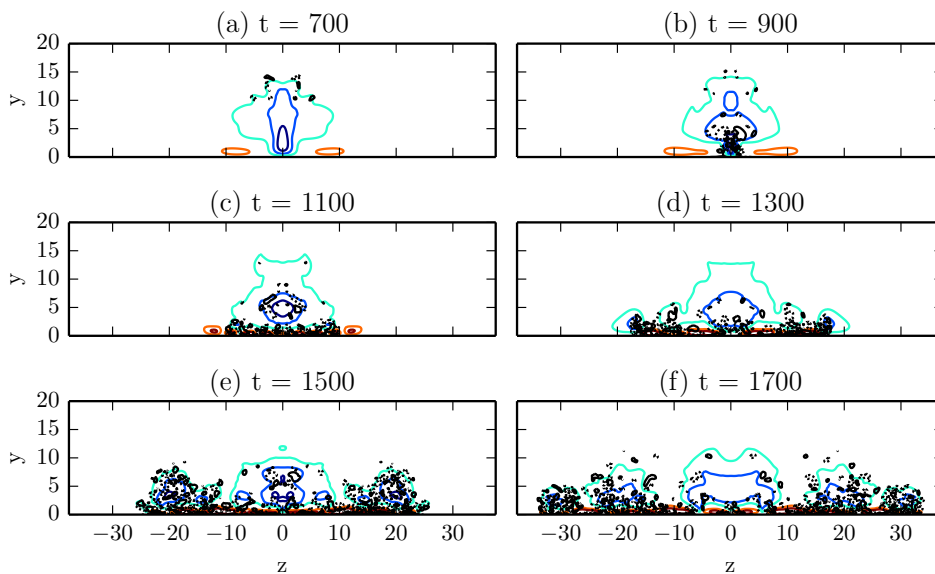 (a) t = 700
(b) t = 900
20
15
10
5
0
y
y
(c) t = 1100
(d) t = 1300
20
15
10
5
0
y
y
(e) t = 1500
(f) t = 1700
20
15
10
5
0
y
y
−30 −20 −10 0 10 20 30
−30 −20 −10 0 10 20 30
z
z